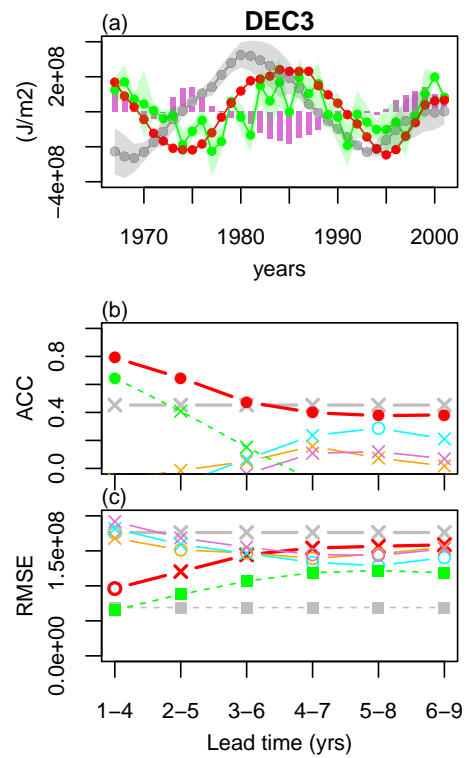 (a) DEC3
(J/m2)
2e+08
−4e+08
1970 1980 1990 2000
years
(b)
ACC
0.8
0.4
0.0
(c)
RMSE
1.5e+08
0.0e+00
1−4 2−5 3−6 4−7 5−8 6−9
Lead time (yrs)